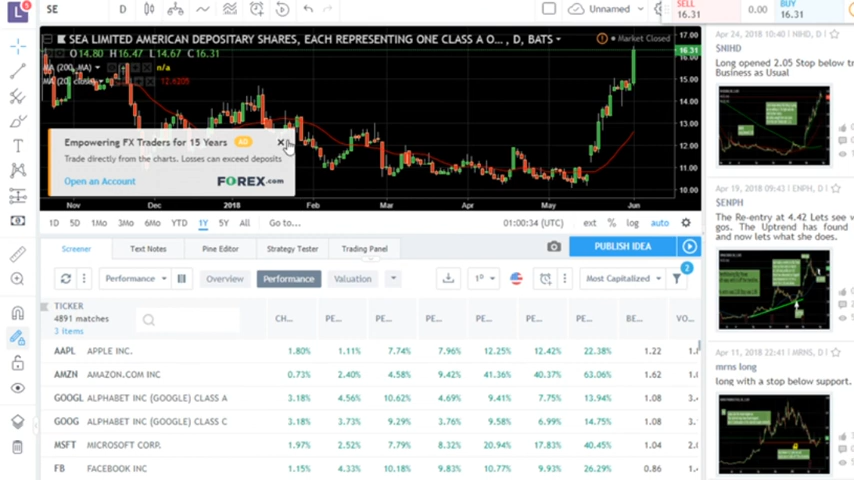 L
SE
D
Unnamed
SELL
16.31
0.00
BUY
16.31
SEA LIMITED AMERICAN DEPOSITARY SHARES, EACH REPRESENTING ONE CLASS A O... , D, BATS
Market Closed
O14.80 H16.47 L14.67 C16.31
MA (200, MA)
n/a
MA (20, close)
12.6205
17.00
16.31
16.00
15.00
14.00
13.00
12.00
11.00
10.00
Empowering FX Traders for 15 Years AD
Trade directly from the charts. Losses can exceed deposits
Open an Account
FOREX.com
Nov
Dec
2018
Feb
Mar
Apr
May
Jun
1D 5D 1Mo 3Mo 6Mo YTD 1Y 5Y All Go to...
01:00:34 (UTC)
ext % log auto
Screener
Text Notes
Pine Editor
Strategy Tester
Trading Panel
PUBLISH IDEA
Performance
Overview
Performance
Valuation
1D
Most Capitalized
2
TICKER
4891 matches
3 items
CH... PE... PE... PE... PE... PE... PE... BE... VO...
AAPL APPLE INC. 1.80% 1.11% 7.74% 7.96% 12.25% 12.42% 22.38% 1.22
AMZN AMAZON.COM INC 0.73% 2.40% 4.58% 9.42% 41.36% 40.37% 63.06% 1.62
GOOGL ALPHABET INC (GOOGLE) CLASS A 3.18% 4.56% 10.62% 4.69% 9.41% 7.75% 13.94% 1.08
GOOG ALPHABET INC (GOOGLE) CLASS C 3.18% 3.73% 9.29% 3.76% 9.58% 6.99% 14.75% 1.08
MSFT MICROSOFT CORP. 1.97% 2.52% 7.79% 8.32% 20.94% 17.83% 40.45% 1.04
FB FACEBOOK INC 1.15% 4.33% 10.18% 9.83% 10.77% 9.93% 26.29% 0.86
Apr 24, 2018 10:40 | NIHD, D
$NIHD
Long opened 2.05 Stop below
Business as Usual
Apr 19, 2018 09:43 | ENPH, D
$ENPH
The Re-entry at 4.42 Lets see
gos. The Uptrend has found
and now lets what she does.
Apr 11, 2018 22:41 | MRNS, D
mrns long
long with a stop below support.